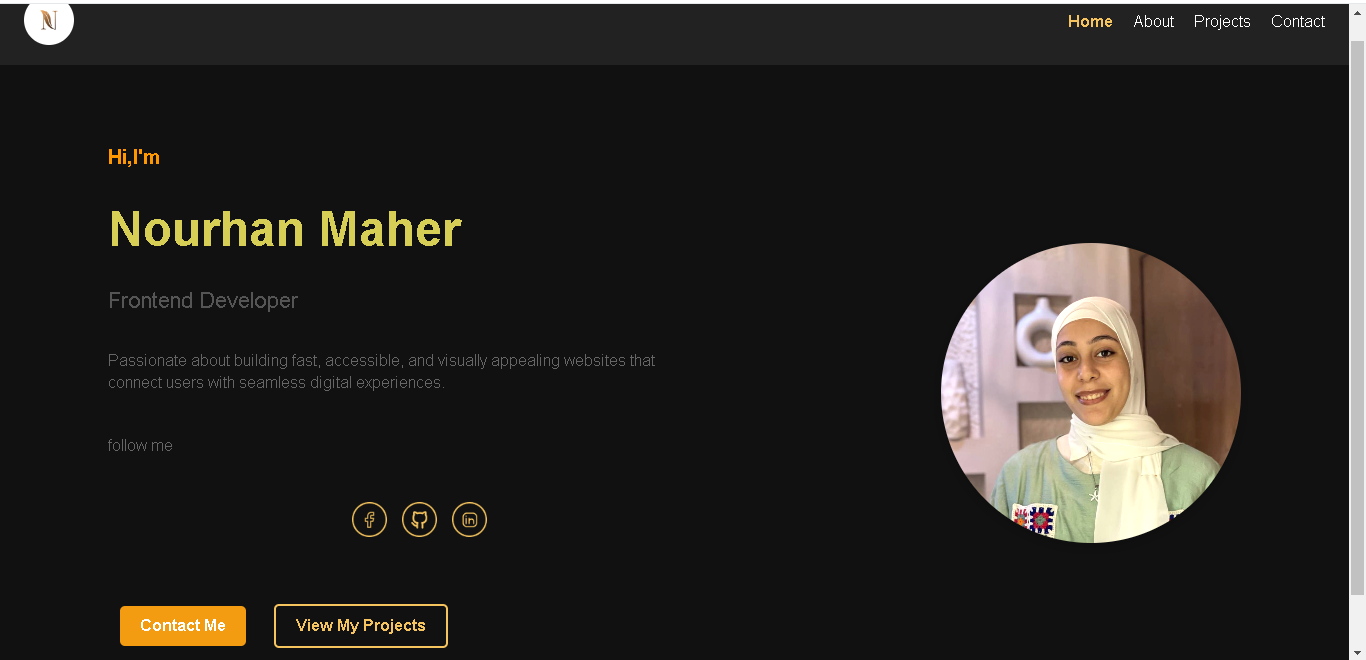 N
Home About Projects Contact
Hi,I'm
Nourhan Maher
Frontend Developer
Passionate about building fast, accessible, and visually appealing websites that
connect users with seamless digital experiences.
follow me
Contact Me View My Projects